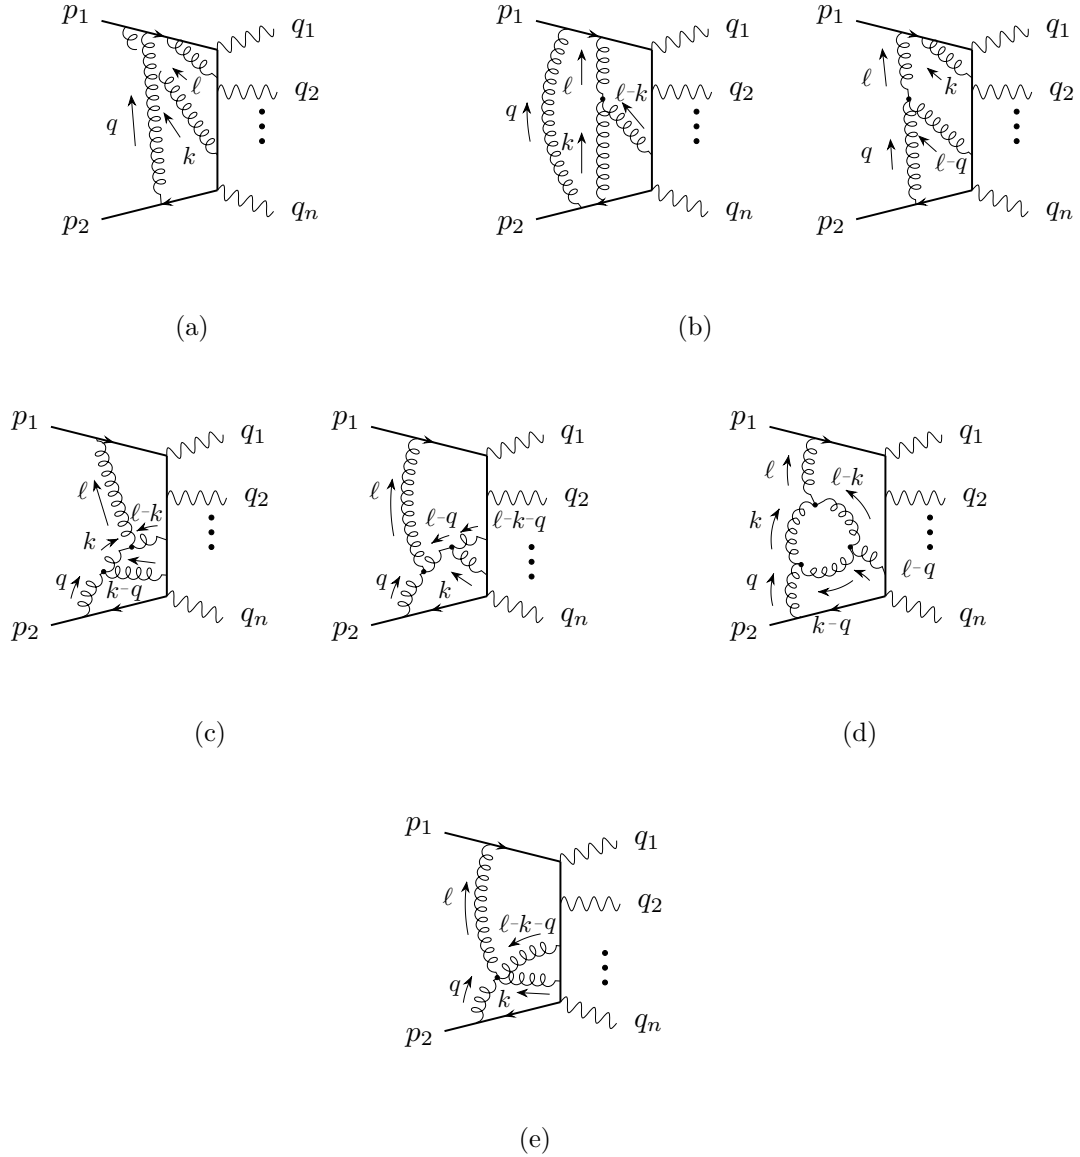 p₁ q₁ p₁ q₁ p₁ q₁
ℓ q₂ ℓ ℓ-k q₂ ℓ k q₂
q k q k q ℓ-q
p₂ qₙ p₂ qₙ p₂ qₙ
(a) (b)
p₁ q₁ p₁ q₁ p₁ q₁
ℓ ℓ-k q₂ ℓ ℓ-q ℓ-k-q q₂ ℓ ℓ-k q₂
k k
q k-q q k q ℓ-q
p₂ qₙ p₂ qₙ p₂ k-q qₙ
(c) (d)
p₁ q₁
ℓ q₂
ℓ-k-q
q k
p₂ qₙ
(e)